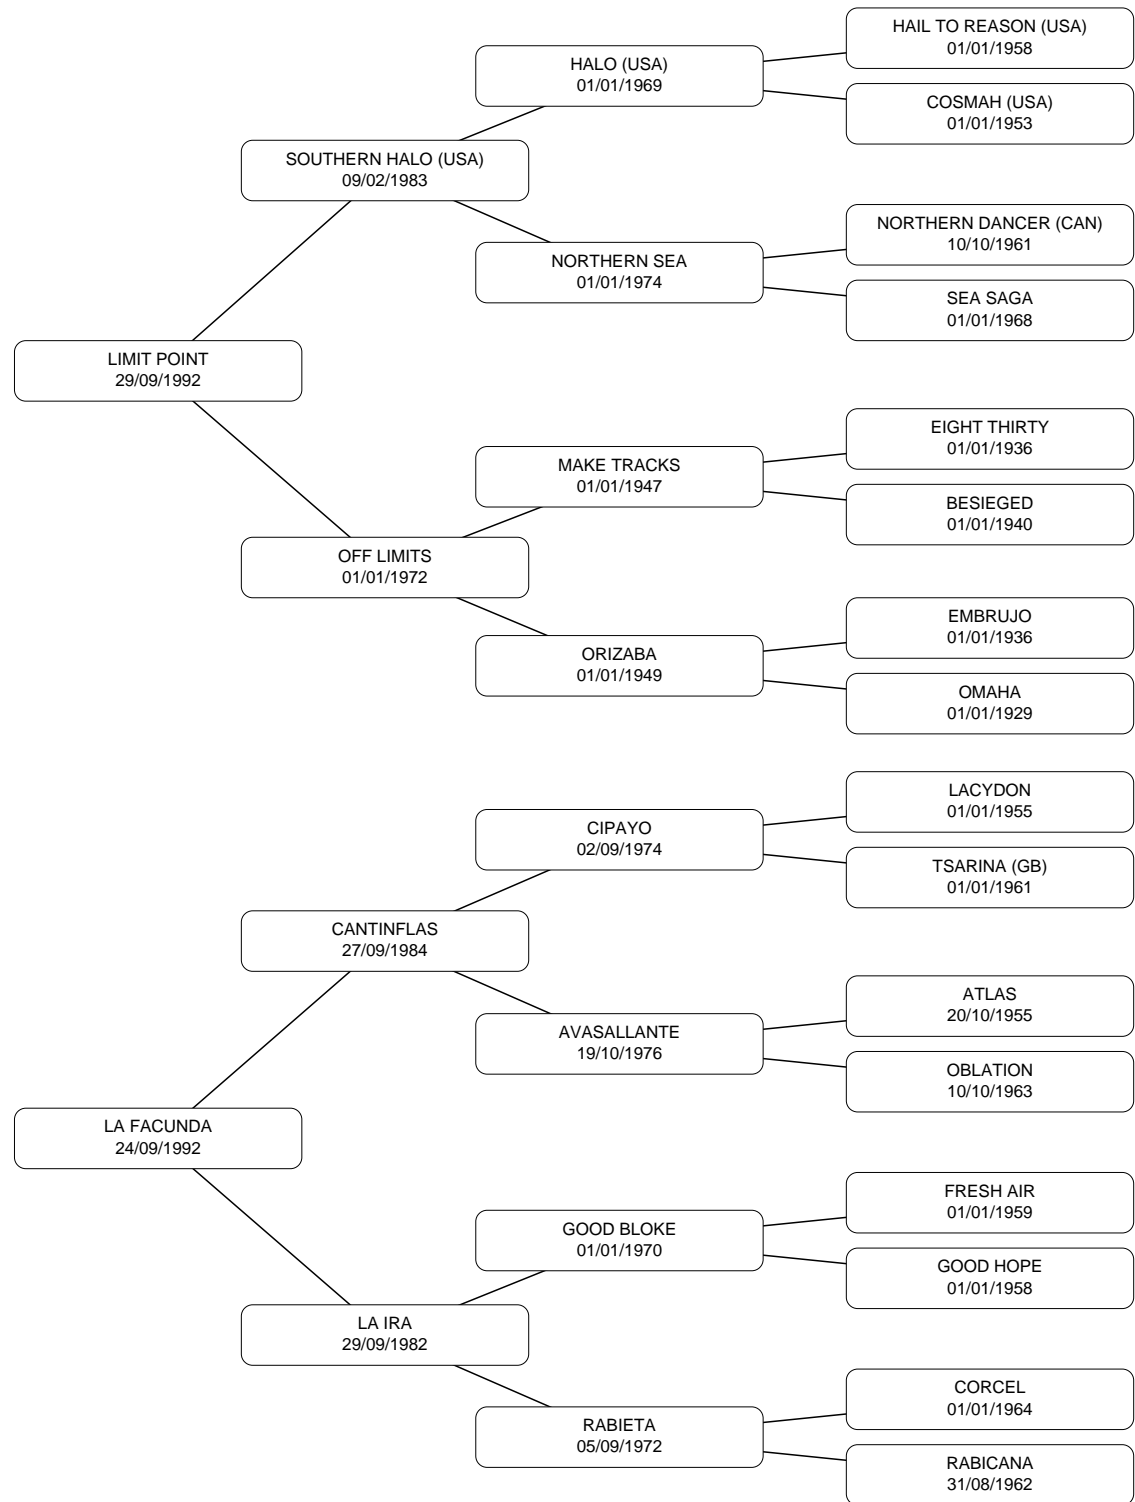 HAIL TO REASON (USA)
01/01/1958
HALO (USA)
01/01/1969
COSMAH (USA)
01/01/1953
SOUTHERN HALO (USA)
09/02/1983
NORTHERN DANCER (CAN)
10/10/1961
NORTHERN SEA
01/01/1974
SEA SAGA
01/01/1968
LIMIT POINT
29/09/1992
EIGHT THIRTY
01/01/1936
MAKE TRACKS
01/01/1947
BESIEGED
01/01/1940
OFF LIMITS
01/01/1972
EMBRUJO
01/01/1936
ORIZABA
01/01/1949
OMAHA
01/01/1929
LACYDON
01/01/1955
CIPAYO
02/09/1974
TSARINA (GB)
01/01/1961
CANTINFLAS
27/09/1984
ATLAS
20/10/1955
AVASALLANTE
19/10/1976
OBLATION
10/10/1963
LA FACUNDA
24/09/1992
FRESH AIR
01/01/1959
GOOD BLOKE
01/01/1970
GOOD HOPE
01/01/1958
LA IRA
29/09/1982
CORCEL
01/01/1964
RABIETA
05/09/1972
RABICANA
31/08/1962